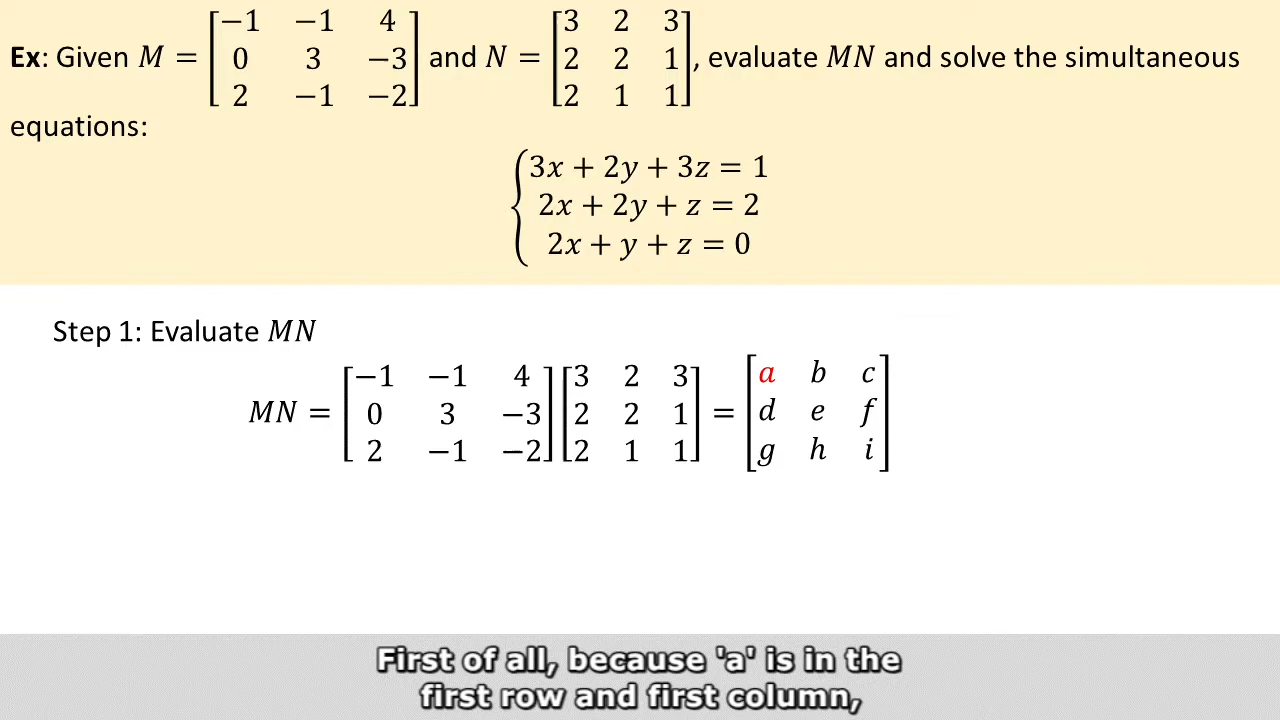 Ex: Given M = [−1 −1 4; 0 3 −3; 2 −1 −2] and N = [3 2 3; 2 2 1; 2 1 1], evaluate MN and solve the simultaneous
equations:
3x + 2y + 3z = 1
2x + 2y + z = 2
2x + y + z = 0
Step 1: Evaluate MN
MN = [−1 −1 4; 0 3 −3; 2 −1 −2] [3 2 3; 2 2 1; 2 1 1] = [a b c; d e f; g h i]
First of all, because 'a' is in the
first row and first column,